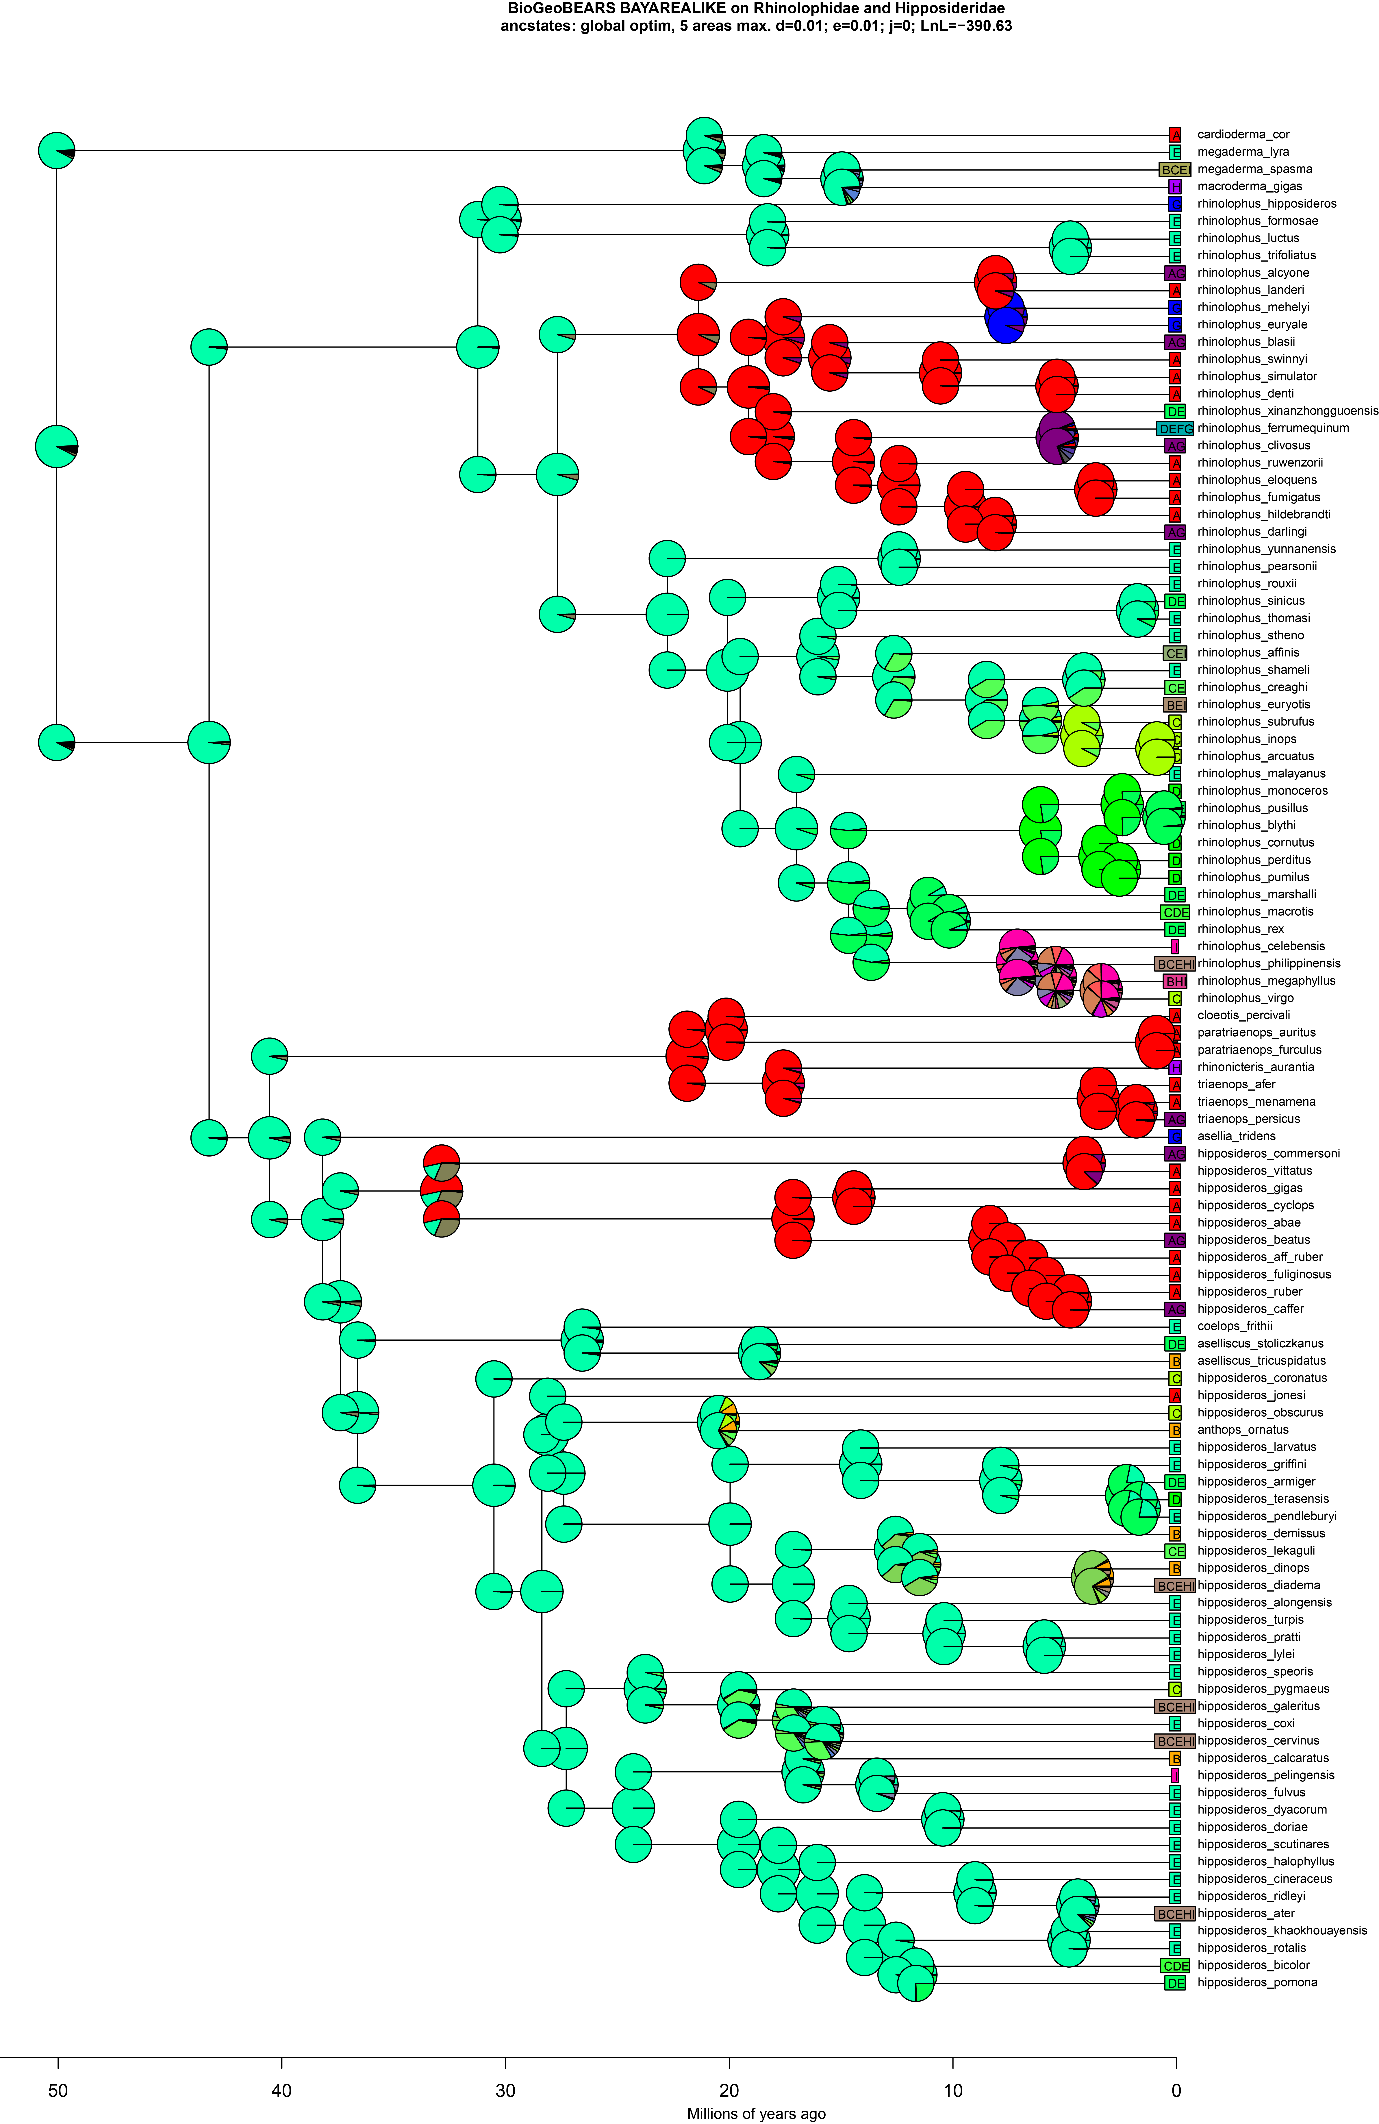 BioGeoBEARS BAYAREALIKE on Rhinolophidae and Hipposideridae
ancstates: global optim, 5 areas max. d=0.01; e=0.01; j=0; LnL=−390.63
A cardioderma_cor
E megaderma_lyra
BCEI megaderma_spasma
H macroderma_gigas
G rhinolophus_hipposideros
E rhinolophus_formosae
E rhinolophus_luctus
E rhinolophus_trifoliatus
AG rhinolophus_alcyone
A rhinolophus_landeri
G rhinolophus_mehelyi
G rhinolophus_euryale
AG rhinolophus_blasii
A rhinolophus_swinnyi
A rhinolophus_simulator
A rhinolophus_denti
DE rhinolophus_xinanzhongguoensis
DEFG rhinolophus_ferrumequinum
AG rhinolophus_clivosus
A rhinolophus_ruwenzorii
A rhinolophus_eloquens
A rhinolophus_fumigatus
A rhinolophus_hildebrandti
AG rhinolophus_darlingi
E rhinolophus_yunnanensis
E rhinolophus_pearsonii
E rhinolophus_rouxii
DE rhinolophus_sinicus
E rhinolophus_thomasi
E rhinolophus_stheno
CEI rhinolophus_affinis
E rhinolophus_shameli
CE rhinolophus_creaghi
BEI rhinolophus_euryotis
C rhinolophus_subrufus
C rhinolophus_inops
C rhinolophus_arcuatus
E rhinolophus_malayanus
D rhinolophus_monoceros
rhinolophus_pusillus
rhinolophus_blythi
D rhinolophus_cornutus
D rhinolophus_perditus
D rhinolophus_pumilus
DE rhinolophus_marshalli
CDE rhinolophus_macrotis
DE rhinolophus_rex
I rhinolophus_celebensis
BCEHI rhinolophus_philippinensis
BHI rhinolophus_megaphyllus
C rhinolophus_virgo
A cloeotis_percivali
A paratriaenops_auritus
A paratriaenops_furculus
H rhinonicteris_aurantia
A triaenops_afer
A triaenops_menamena
AG triaenops_persicus
G asellia_tridens
AG hipposideros_commersoni
A hipposideros_vittatus
A hipposideros_gigas
A hipposideros_cyclops
A hipposideros_abae
AG hipposideros_beatus
A hipposideros_aff_ruber
A hipposideros_fuliginosus
A hipposideros_ruber
AG hipposideros_caffer
E coelops_frithii
DE aselliscus_stoliczkanus
B aselliscus_tricuspidatus
C hipposideros_coronatus
A hipposideros_jonesi
C hipposideros_obscurus
B anthops_ornatus
E hipposideros_larvatus
E hipposideros_griffini
DE hipposideros_armiger
D hipposideros_terasensis
E hipposideros_pendleburyi
B hipposideros_demissus
CE hipposideros_lekaguli
B hipposideros_dinops
BCEHI hipposideros_diadema
E hipposideros_alongensis
E hipposideros_turpis
E hipposideros_pratti
E hipposideros_lylei
E hipposideros_speoris
C hipposideros_pygmaeus
BCEHI hipposideros_galeritus
E hipposideros_coxi
BCEHI hipposideros_cervinus
B hipposideros_calcaratus
I hipposideros_pelingensis
E hipposideros_fulvus
E hipposideros_dyacorum
E hipposideros_doriae
E hipposideros_scutinares
E hipposideros_halophyllus
E hipposideros_cineraceus
E hipposideros_ridleyi
BCEHI hipposideros_ater
E hipposideros_khaokhouayensis
E hipposideros_rotalis
CDE hipposideros_bicolor
DE hipposideros_pomona
50 40 30 20 10 0
Millions of years ago